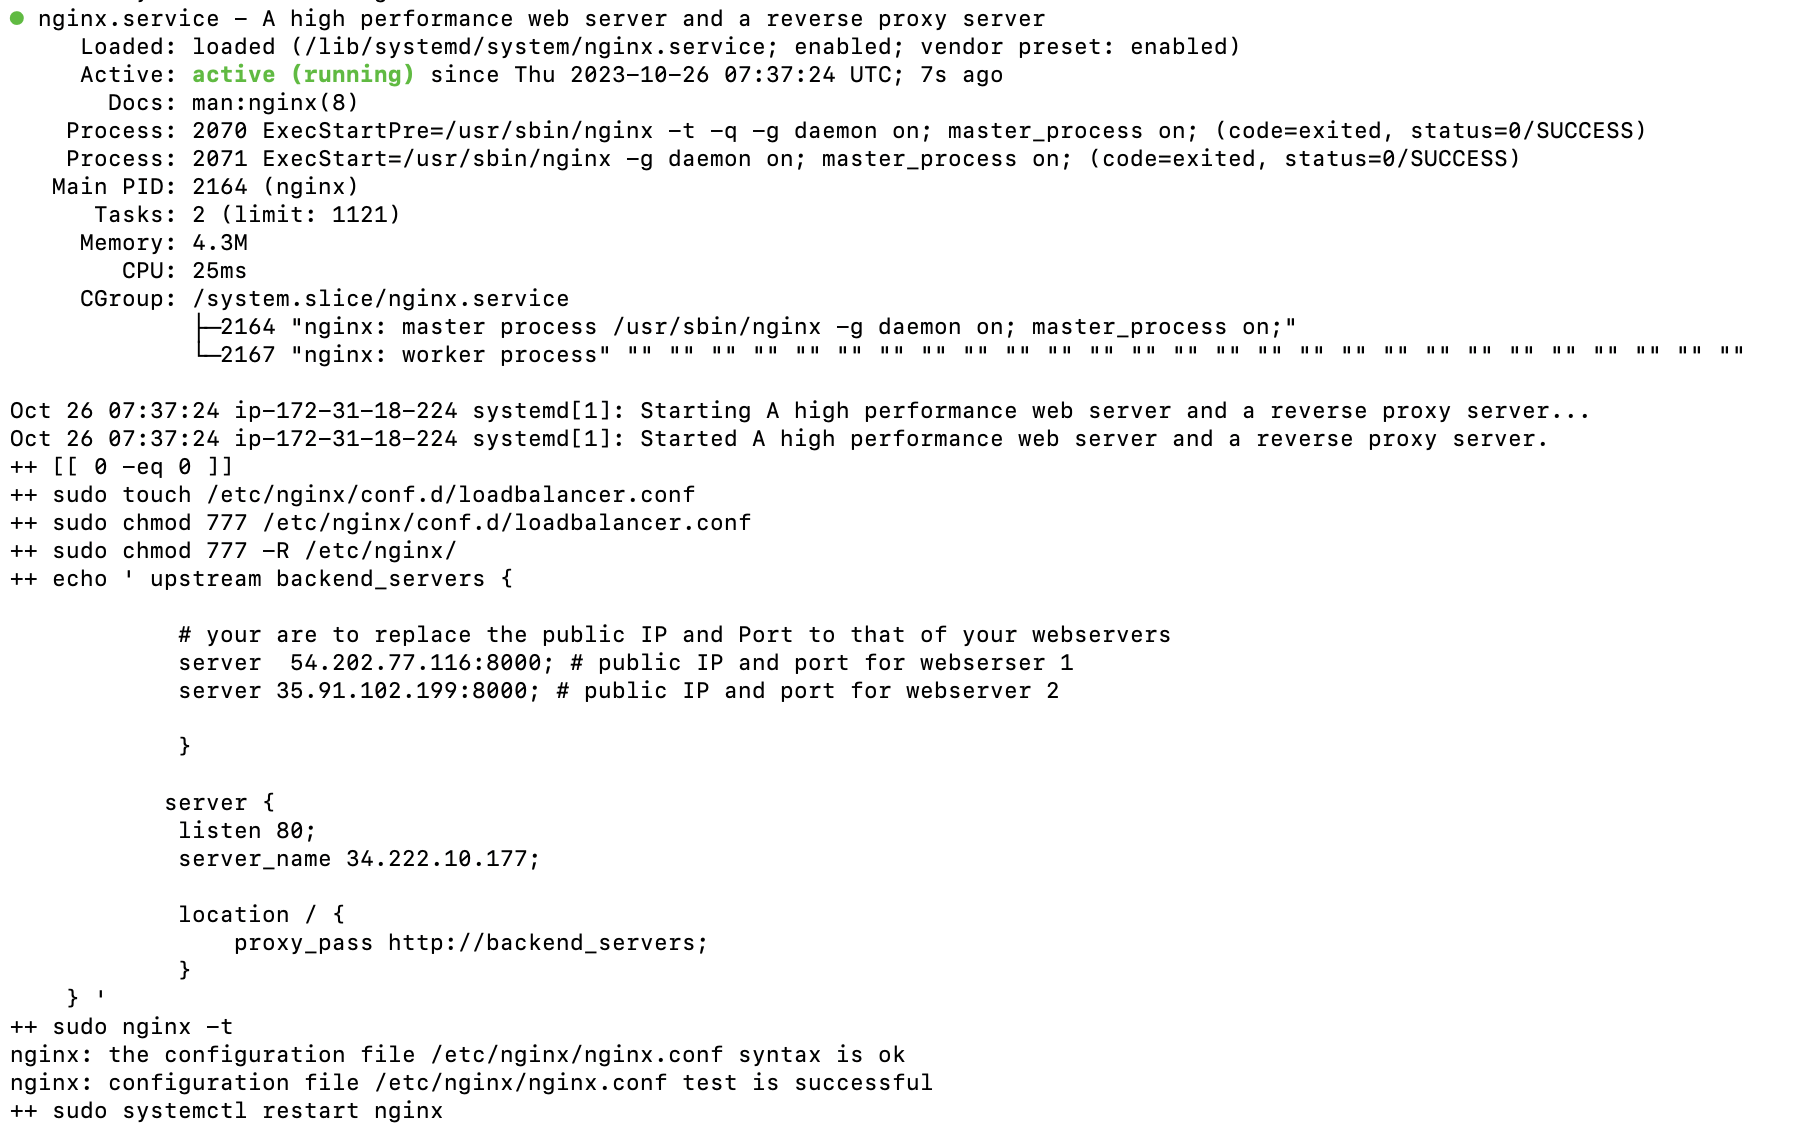 ● nginx.service – A high performance web server and a reverse proxy server
     Loaded: loaded (/lib/systemd/system/nginx.service; enabled; vendor preset: enabled)
     Active: active (running) since Thu 2023-10-26 07:37:24 UTC; 7s ago
       Docs: man:nginx(8)
    Process: 2070 ExecStartPre=/usr/sbin/nginx -t -q -g daemon on; master_process on; (code=exited, status=0/SUCCESS)
    Process: 2071 ExecStart=/usr/sbin/nginx -g daemon on; master_process on; (code=exited, status=0/SUCCESS)
   Main PID: 2164 (nginx)
      Tasks: 2 (limit: 1121)
     Memory: 4.3M
        CPU: 25ms
     CGroup: /system.slice/nginx.service
             ├─2164 "nginx: master process /usr/sbin/nginx -g daemon on; master_process on;"
             └─2167 "nginx: worker process" "" "" "" "" "" "" "" "" "" "" "" "" "" "" "" "" "" "" "" "" "" "" "" "" "" "" ""

Oct 26 07:37:24 ip-172-31-18-224 systemd[1]: Starting A high performance web server and a reverse proxy server...
Oct 26 07:37:24 ip-172-31-18-224 systemd[1]: Started A high performance web server and a reverse proxy server.
++ [[ 0 -eq 0 ]]
++ sudo touch /etc/nginx/conf.d/loadbalancer.conf
++ sudo chmod 777 /etc/nginx/conf.d/loadbalancer.conf
++ sudo chmod 777 -R /etc/nginx/
++ echo ' upstream backend_servers {

            # your are to replace the public IP and Port to that of your webservers
            server  54.202.77.116:8000; # public IP and port for webserser 1
            server 35.91.102.199:8000; # public IP and port for webserver 2

            }

           server {
            listen 80;
            server_name 34.222.10.177;

            location / {
                proxy_pass http://backend_servers;
            }
    } '
++ sudo nginx -t
nginx: the configuration file /etc/nginx/nginx.conf syntax is ok
nginx: configuration file /etc/nginx/nginx.conf test is successful
++ sudo systemctl restart nginx